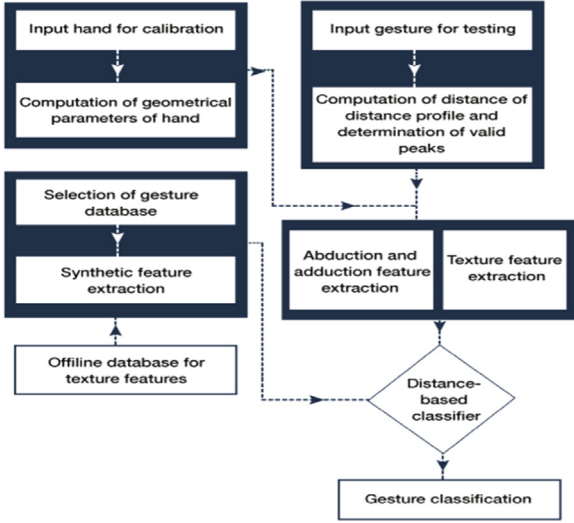 Input hand for calibration
Computation of geometrical
parameters of hand
Input gesture for testing
Computation of distance of
distance profile and
determination of valid
peaks
Selection of gesture
database
Synthetic feature
extraction
Offiline database for
texture features
Abduction and
adduction feature
extraction
Texture feature
extraction
Distance-
based
classifier
Gesture classification